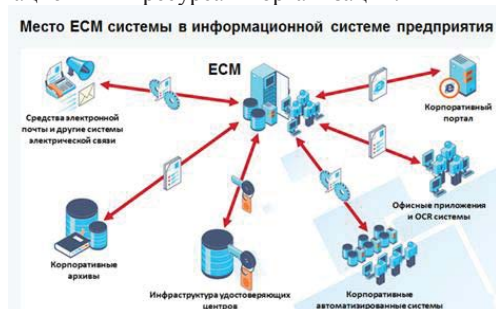 Место ECM системы в информационной системе предприятия
ECM
Средства электронной
почты и другие системы
электрической связи
Корпоративный
портал
Офисные приложения
и OCR системы
Корпоративные
архивы
Инфраструктура удостоверяющих
центров
Корпоративные
автоматизированные системы